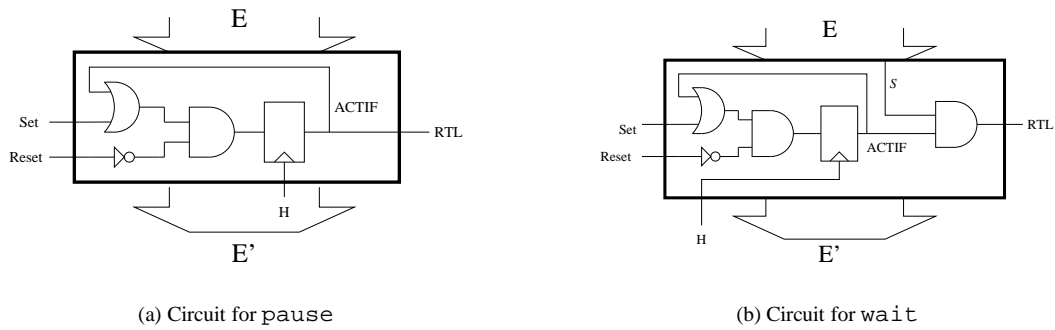 E
ACTIF
Set
RTL
Reset
H
E'
(a) Circuit for pause
E
S
Set
RTL
ACTIF
Reset
H
E'
(b) Circuit for wait